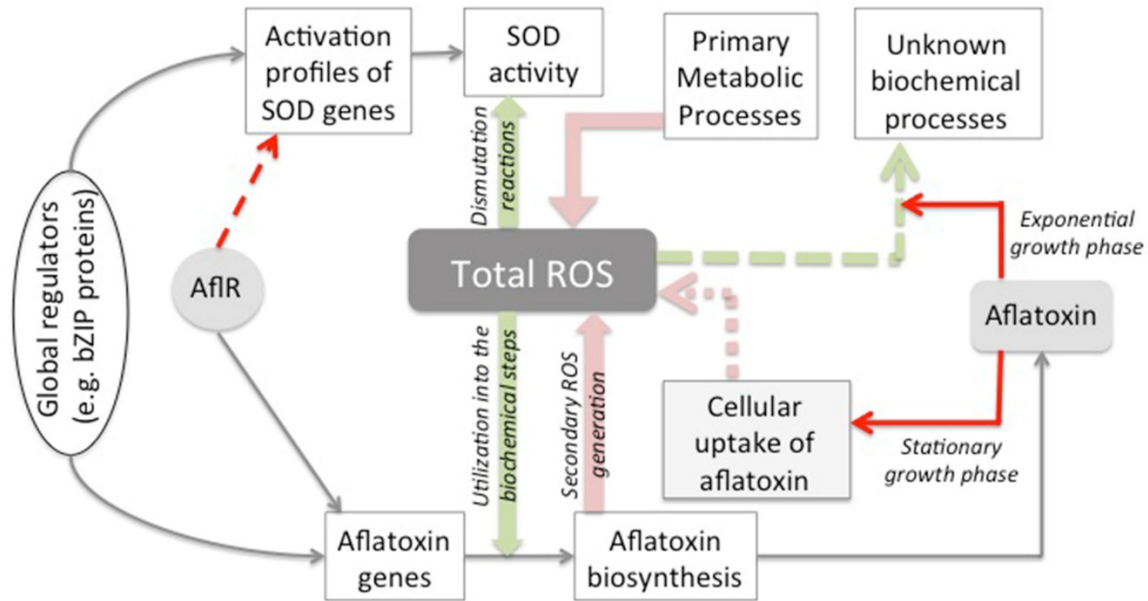 Activation
profiles of
SOD genes
SOD
activity
Primary
Metabolic
Processes
Unknown
biochemical
processes
Dismutation
reactions
Global regulators
(e.g. bZIP proteins)
AflR
Total ROS
Exponential
growth phase
Aflatoxin
Utilization into the
biochemical steps
Secondary ROS
generation
Cellular
uptake of
aflatoxin
Stationary
growth phase
Aflatoxin
genes
Aflatoxin
biosynthesis